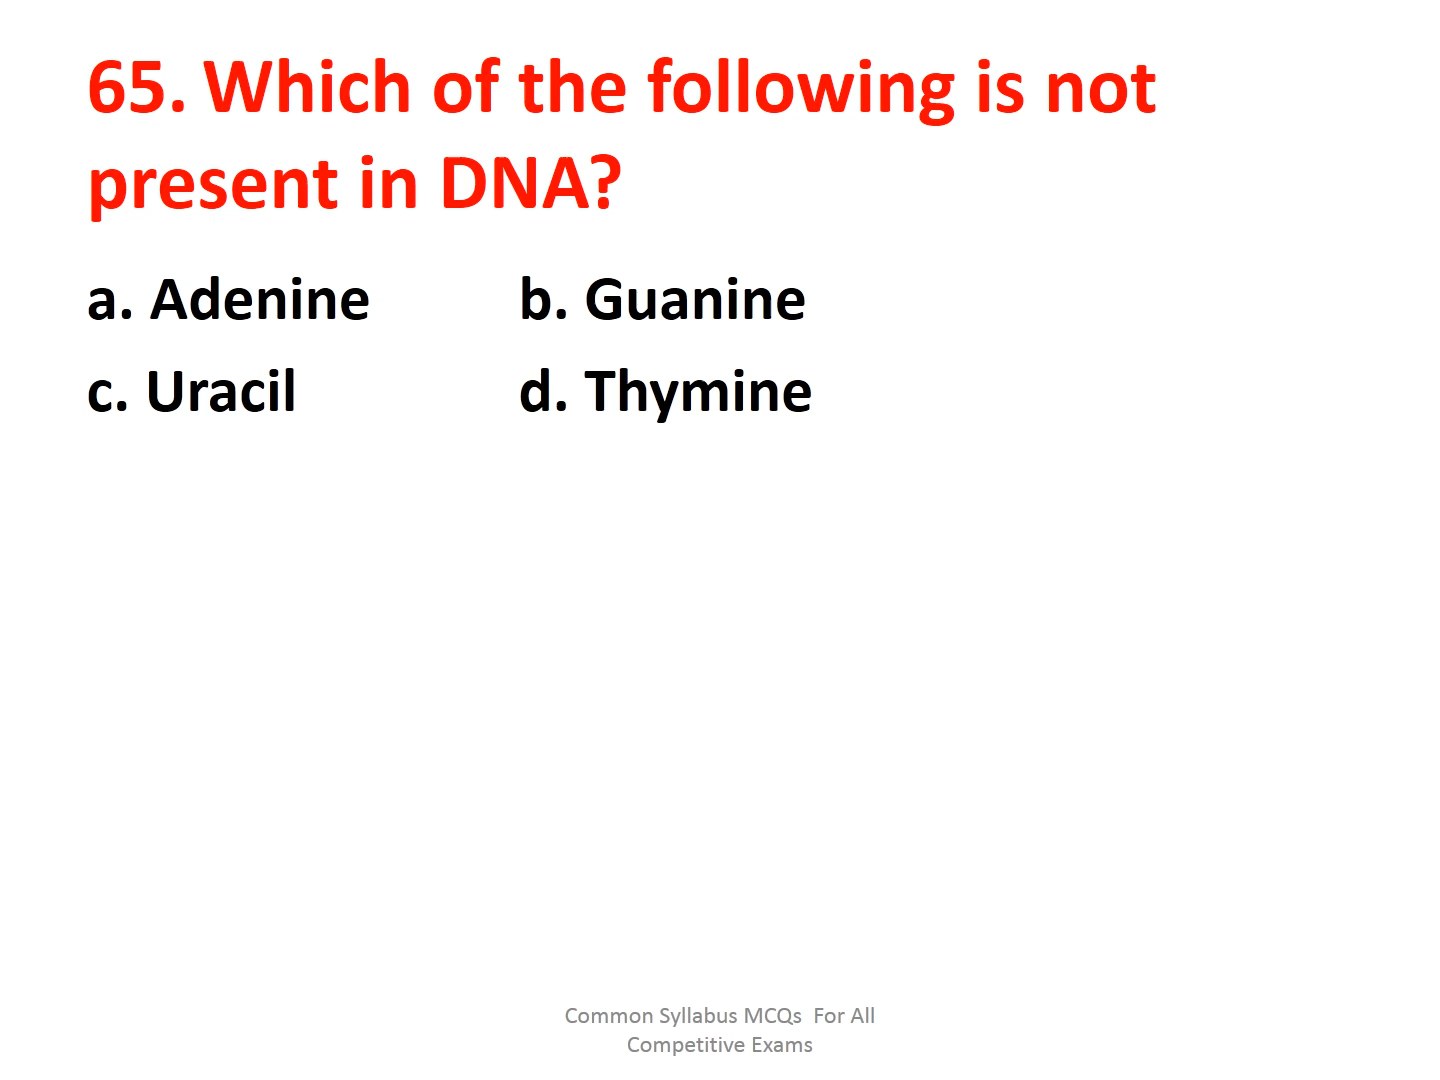 65. Which of the following is not
present in DNA?
a. Adenine b. Guanine
c. Uracil d. Thymine
Common Syllabus MCQs For All
Competitive Exams